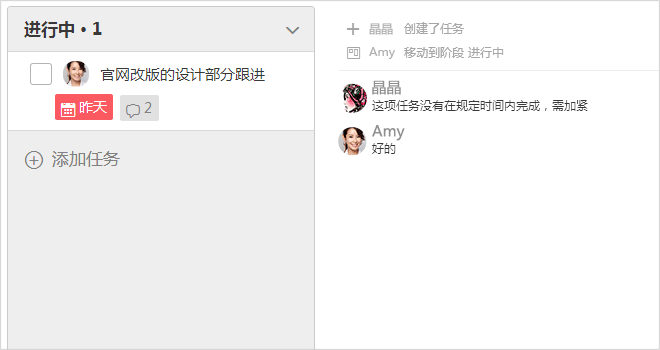 进行中 • 1
官网改版的设计部分跟进
昨天
2
添加任务
晶晶 创建了任务
Amy 移动到阶段 进行中
晶晶
这项任务没有在规定时间内完成，需加紧
Amy
好的